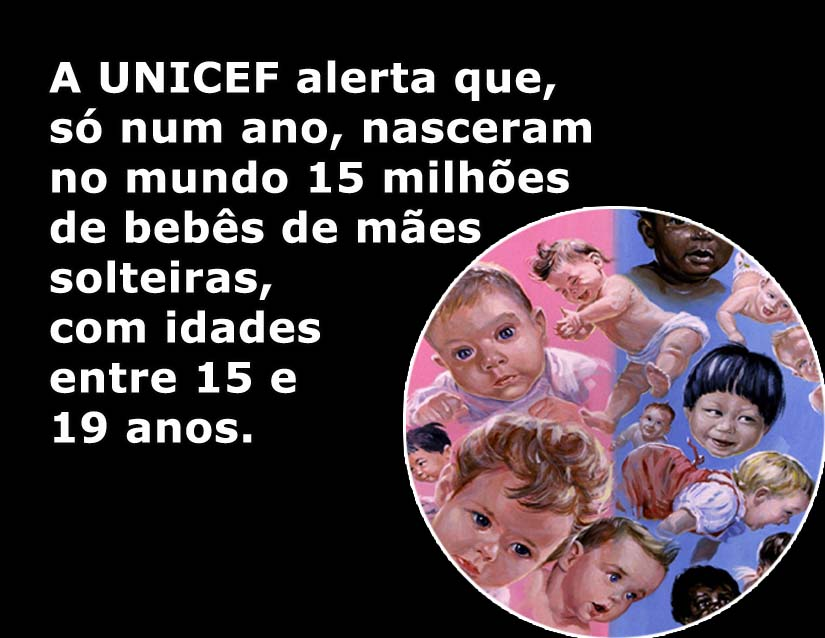 A UNICEF alerta que,
só num ano, nasceram
no mundo 15 milhões
de bebês de mães
solteiras,
com idades
entre 15 e
19 anos.